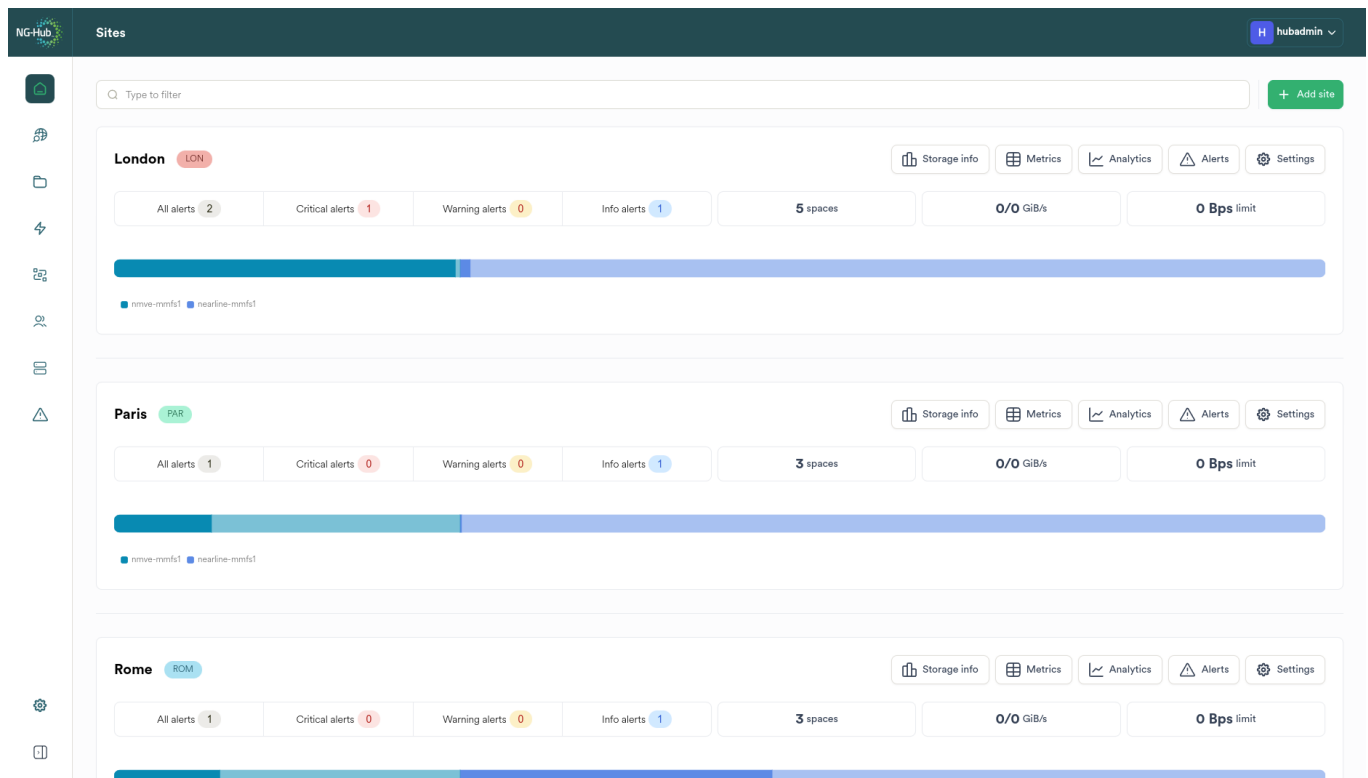 NG-Hub
Sites
H hubadmin
Type to filter
+ Add site
London LON
Storage info Metrics Analytics Alerts Settings
All alerts 2 Critical alerts 1 Warning alerts 0 Info alerts 1 5 spaces 0/0 GiB/s 0 Bps limit
nmve-mmfs1 nearline-mmfs1
Paris PAR
Storage info Metrics Analytics Alerts Settings
All alerts 1 Critical alerts 0 Warning alerts 0 Info alerts 1 3 spaces 0/0 GiB/s 0 Bps limit
nmve-mmfs1 nearline-mmfs1
Rome ROM
Storage info Metrics Analytics Alerts Settings
All alerts 1 Critical alerts 0 Warning alerts 0 Info alerts 1 3 spaces 0/0 GiB/s 0 Bps limit